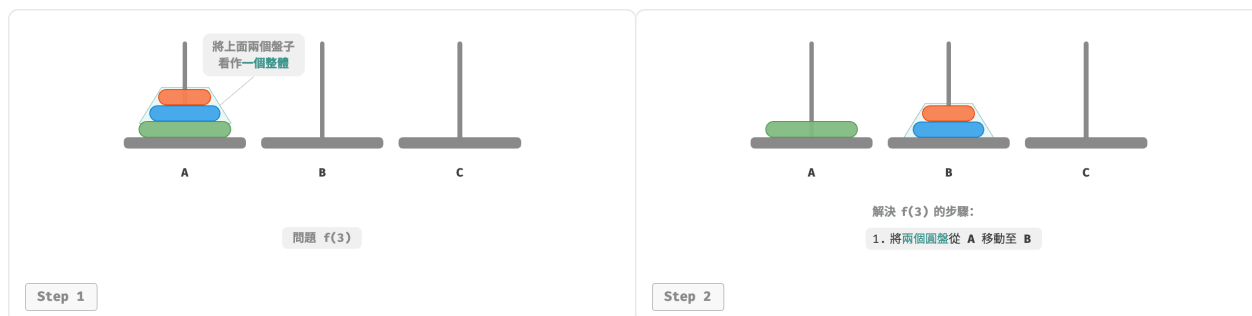 將上面兩個盤子
看作一個整體
A
B
C
問題 f(3)
Step 1
A
B
C
解決 f(3) 的步驟：
1. 將兩個圓盤從 A 移動至 B
Step 2